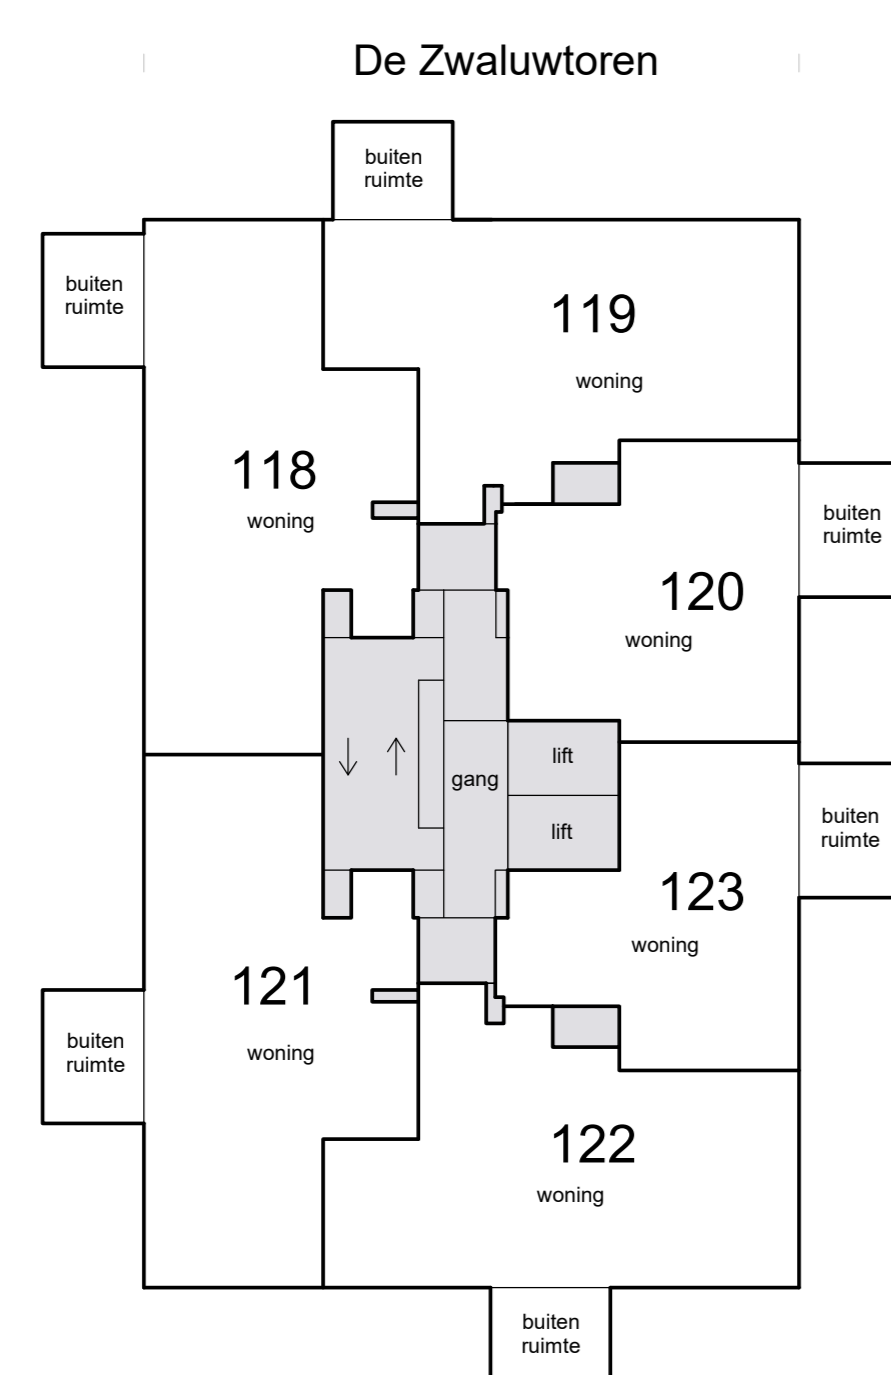 De Zwaluwtoren
buiten
ruimte
buiten
ruimte
119
woning
118
woning
buiten
ruimte
120
woning
lift
gang
lift
buiten
ruimte
123
woning
121
woning
buiten
ruimte
122
woning
buiten
ruimte